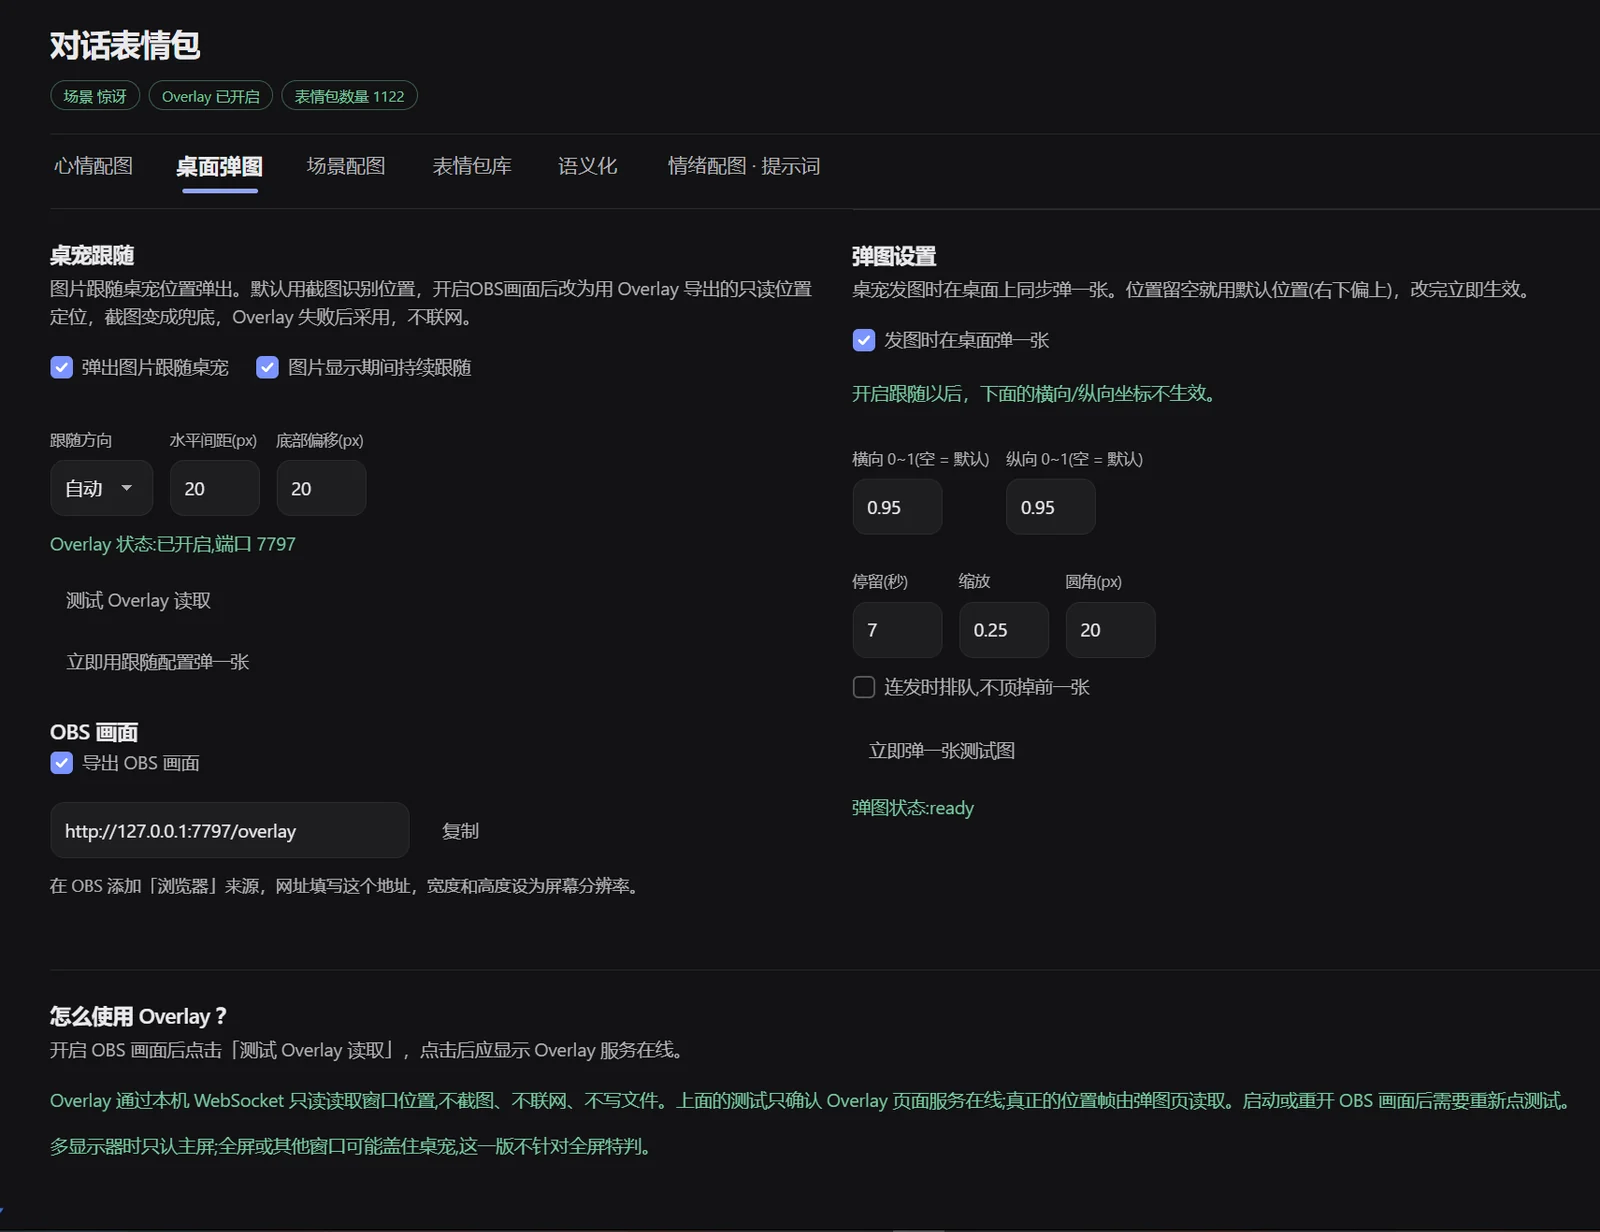 对话表情包
场景 惊讶
Overlay 已开启
表情包数量 1122
心情配图
桌面弹图
场景配图
表情包库
语义化
情绪配图 · 提示词
桌宠跟随
图片跟随桌宠位置弹出。默认用截图识别位置，开启OBS画面后改为用 Overlay 导出的只读位置
定位，截图变成兜底，Overlay 失败后采用，不联网。
弹出图片跟随桌宠
图片显示期间持续跟随
跟随方向
水平间距(px)
底部偏移(px)
自动
20
20
Overlay 状态:已开启,端口 7797
测试 Overlay 读取
立即用跟随配置弹一张
OBS 画面
导出 OBS 画面
http://127.0.0.1:7797/overlay
复制
在 OBS 添加「浏览器」来源，网址填写这个地址，宽度和高度设为屏幕分辨率。
弹图设置
桌宠发图时在桌面上同步弹一张。位置留空就用默认位置(右下偏上)，改完立即生效。
发图时在桌面弹一张
开启跟随以后，下面的横向/纵向坐标不生效。
横向 0~1(空 = 默认)
纵向 0~1(空 = 默认)
0.95
0.95
停留(秒)
缩放
圆角(px)
7
0.25
20
连发时排队,不顶掉前一张
立即弹一张测试图
弹图状态:ready
怎么使用 Overlay？
开启 OBS 画面后点击「测试 Overlay 读取」，点击后应显示 Overlay 服务在线。
Overlay 通过本机 WebSocket 只读读取窗口位置,不截图、不联网、不写文件。上面的测试只确认 Overlay 页面服务在线;真正的位置帧由弹图页读取。启动或重开 OBS 画面后需要重新点测试。
多显示器时只认主屏;全屏或其他窗口可能盖住桌宠,这一版不针对全屏特判。